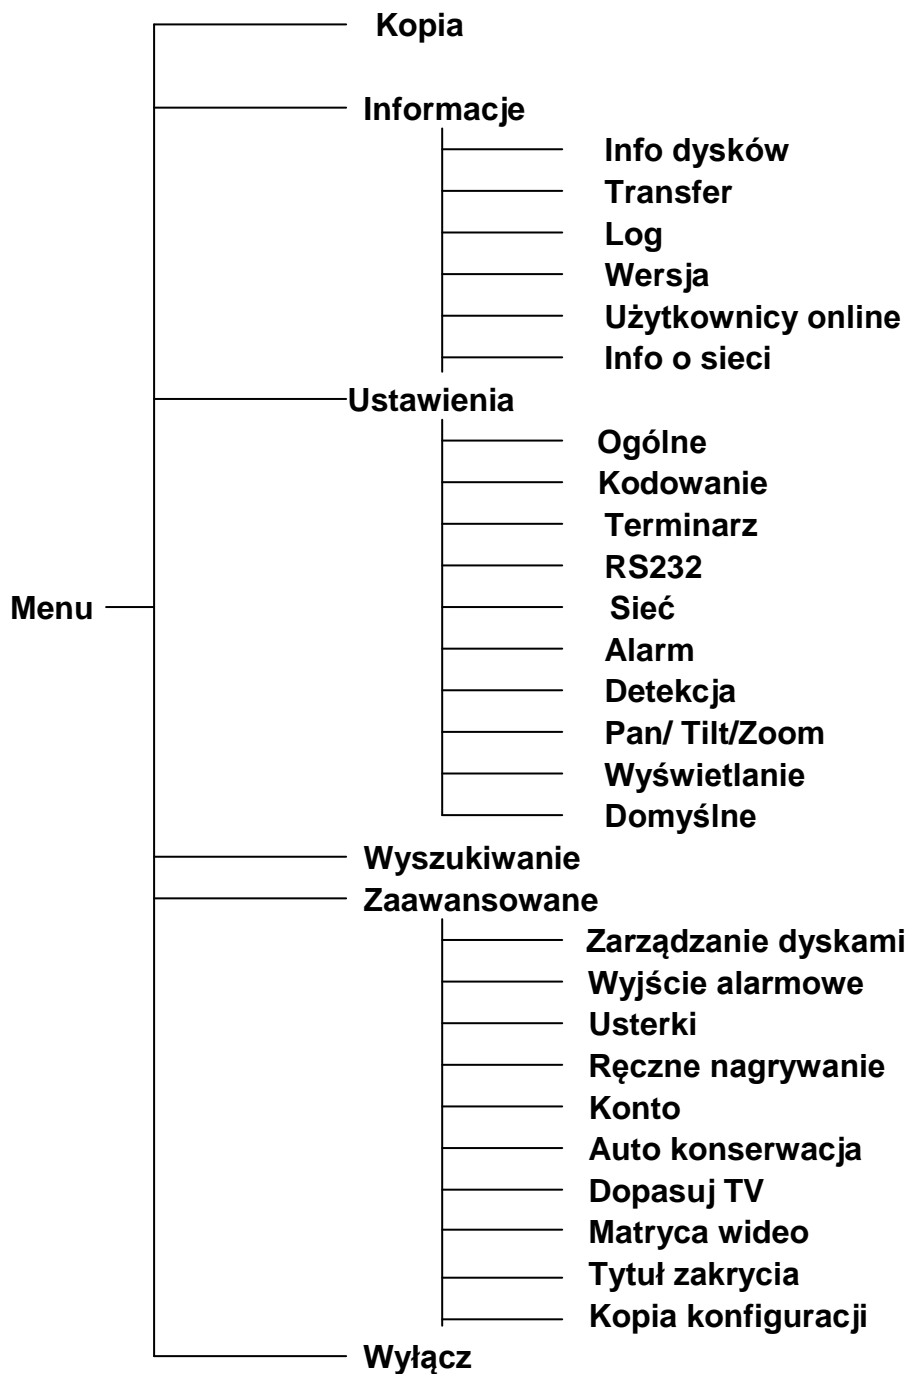 Kopia
Informacje
Info dysków
Transfer
Log
Wersja
Użytkownicy online
Info o sieci
Ustawienia
Ogólne
Kodowanie
Terminarz
RS232
Menu
Sieć
Alarm
Detekcja
Pan/ Tilt/Zoom
Wyświetlanie
Domyślne
Wyszukiwanie
Zaawansowane
Zarządzanie dyskami
Wyjście alarmowe
Usterki
Ręczne nagrywanie
Konto
Auto konserwacja
Dopasuj TV
Matryca wideo
Tytuł zakrycia
Kopia konfiguracji
Wyłącz